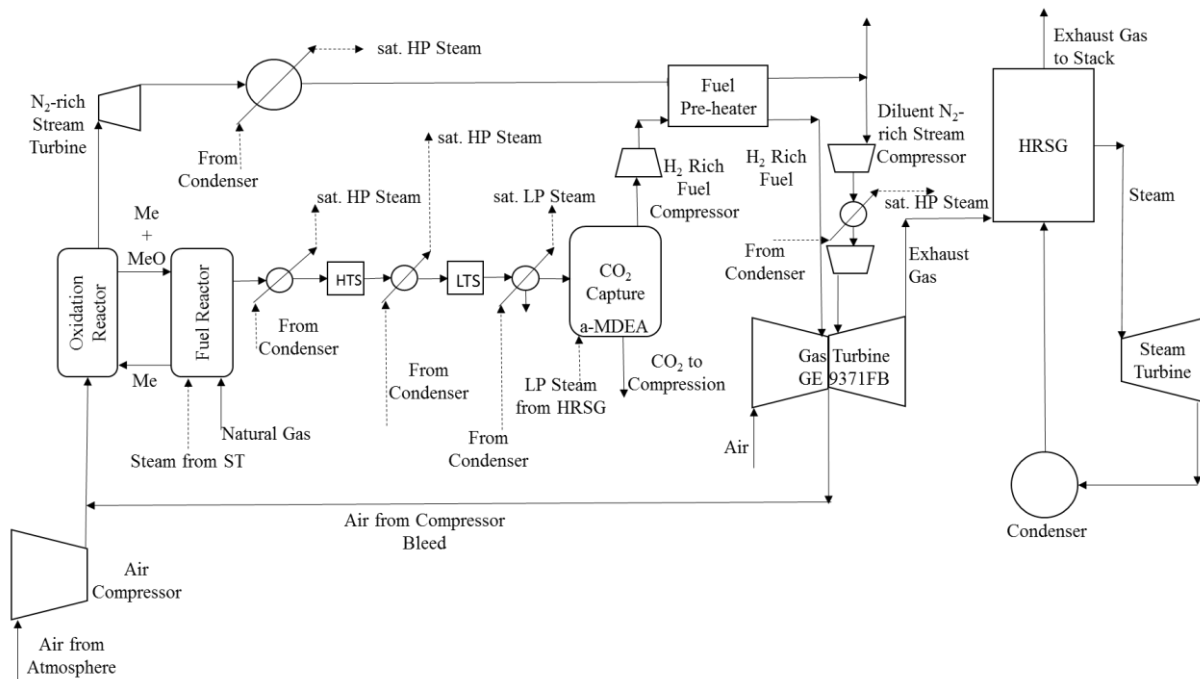 sat. HP Steam
Exhaust Gas
to Stack
N2-rich
Stream
Turbine
Fuel
Pre-heater
From
Condenser
sat. HP Steam
Diluent N2-
rich Stream
Compressor
HRSG
H2 Rich
Fuel
Compressor
H2 Rich
Fuel
sat. HP Steam
sat. LP Steam
sat. HP Steam
Steam
Me
+
MeO
Oxidation
Reactor
Fuel Reactor
HTS
LTS
CO2
Capture
a-MDEA
From
Condenser
Exhaust
Gas
From
Condenser
Me
From
Condenser
LP Steam
from HRSG
CO2 to
Compression
Gas Turbine
GE 9371FB
Steam
Turbine
Natural Gas
Steam from ST
From
Condenser
Air
Air from Compressor
Bleed
Condenser
Air
Compressor
Air from
Atmosphere